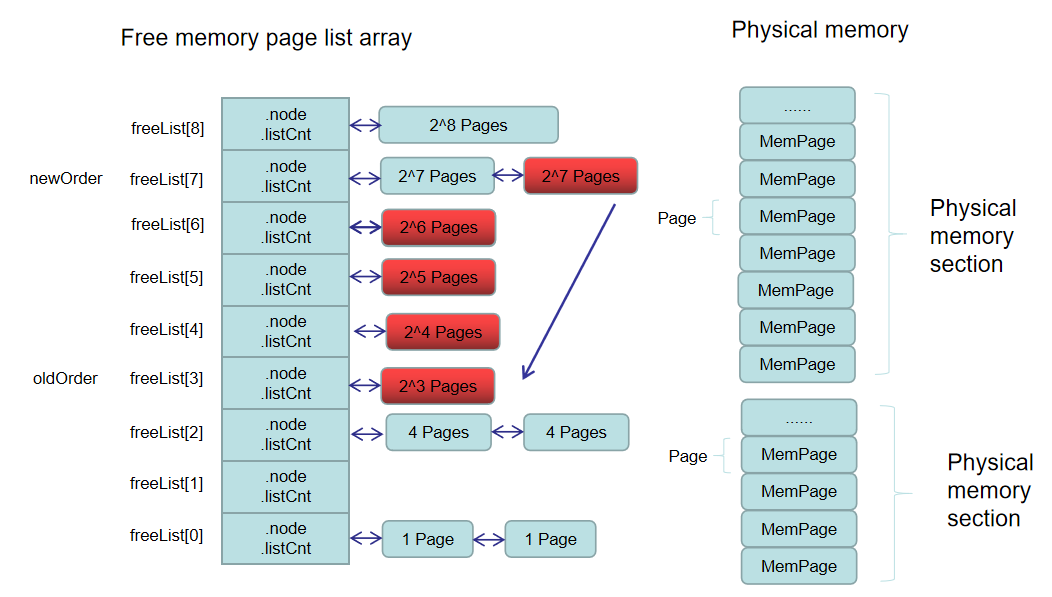 Free memory page list array
Physical memory
freeList[8]
.node
.listCnt
2^8 Pages
newOrder
freeList[7]
.node
.listCnt
2^7 Pages
2^7 Pages
freeList[6]
.node
.listCnt
2^6 Pages
freeList[5]
.node
.listCnt
2^5 Pages
freeList[4]
.node
.listCnt
2^4 Pages
oldOrder
freeList[3]
.node
.listCnt
2^3 Pages
freeList[2]
.node
.listCnt
4 Pages
4 Pages
freeList[1]
.node
.listCnt
freeList[0]
.node
.listCnt
1 Page
1 Page
......
MemPage
MemPage
Page
MemPage
MemPage
MemPage
MemPage
MemPage
Physical
memory
section
......
Page
MemPage
MemPage
MemPage
MemPage
Physical
memory
section